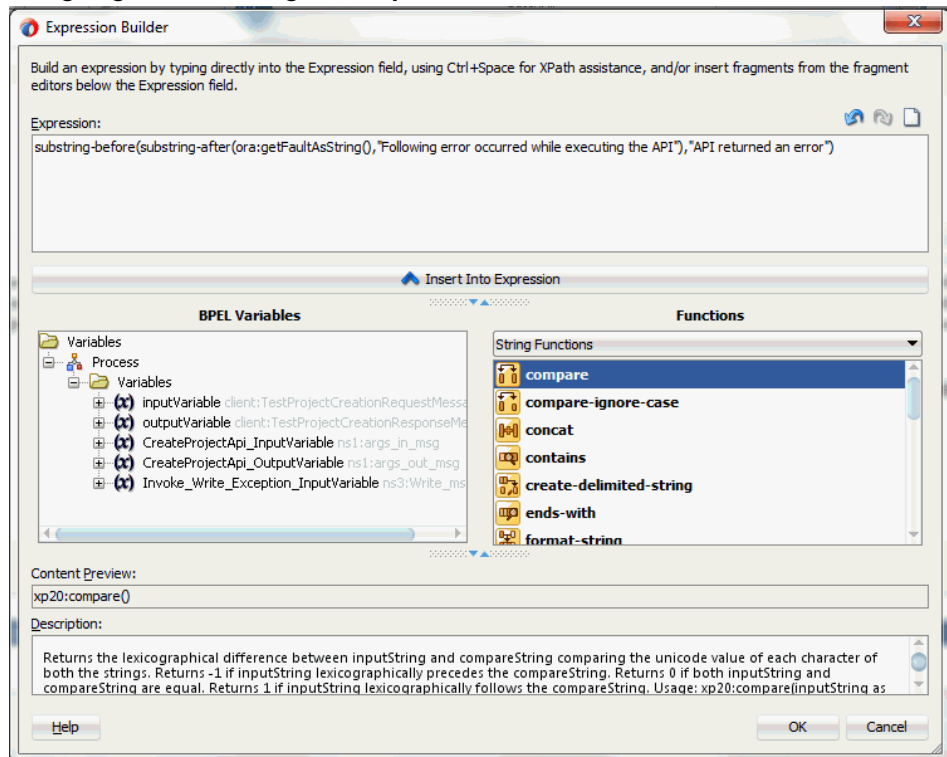 Expression Builder
Build an expression by typing directly into the Expression field, using Ctrl+Space for XPath assistance, and/or insert fragments from the fragment
editors below the Expression field.
Expression:
substring-before(substring-after(ora:getFaultAsString(),"Following error occurred while executing the API"),"API returned an error")
Insert Into Expression
BPEL Variables
Functions
Variables
Process
Variables
inputVariable client:TestProjectCreationRequestMessa
outputVariable client:TestProjectCreationResponseMe
CreateProjectApi_InputVariable ns1:args_in_msg
CreateProjectApi_OutputVariable ns1:args_out_msg
Invoke_Write_Exception_InputVariable ns3:Write_ms
String Functions
compare
compare-ignore-case
concat
contains
create-delimited-string
ends-with
format-string
Content Preview:
xp20:compare()
Description:
Returns the lexicographical difference between inputString and compareString comparing the unicode value of each character of
both the strings. Returns -1 if inputString lexicographically precedes the compareString. Returns 0 if both inputString and
compareString are equal. Returns 1 if inputString lexicographically follows the compareString. Usage: xp20:compare(inputString as
Help
OK
Cancel